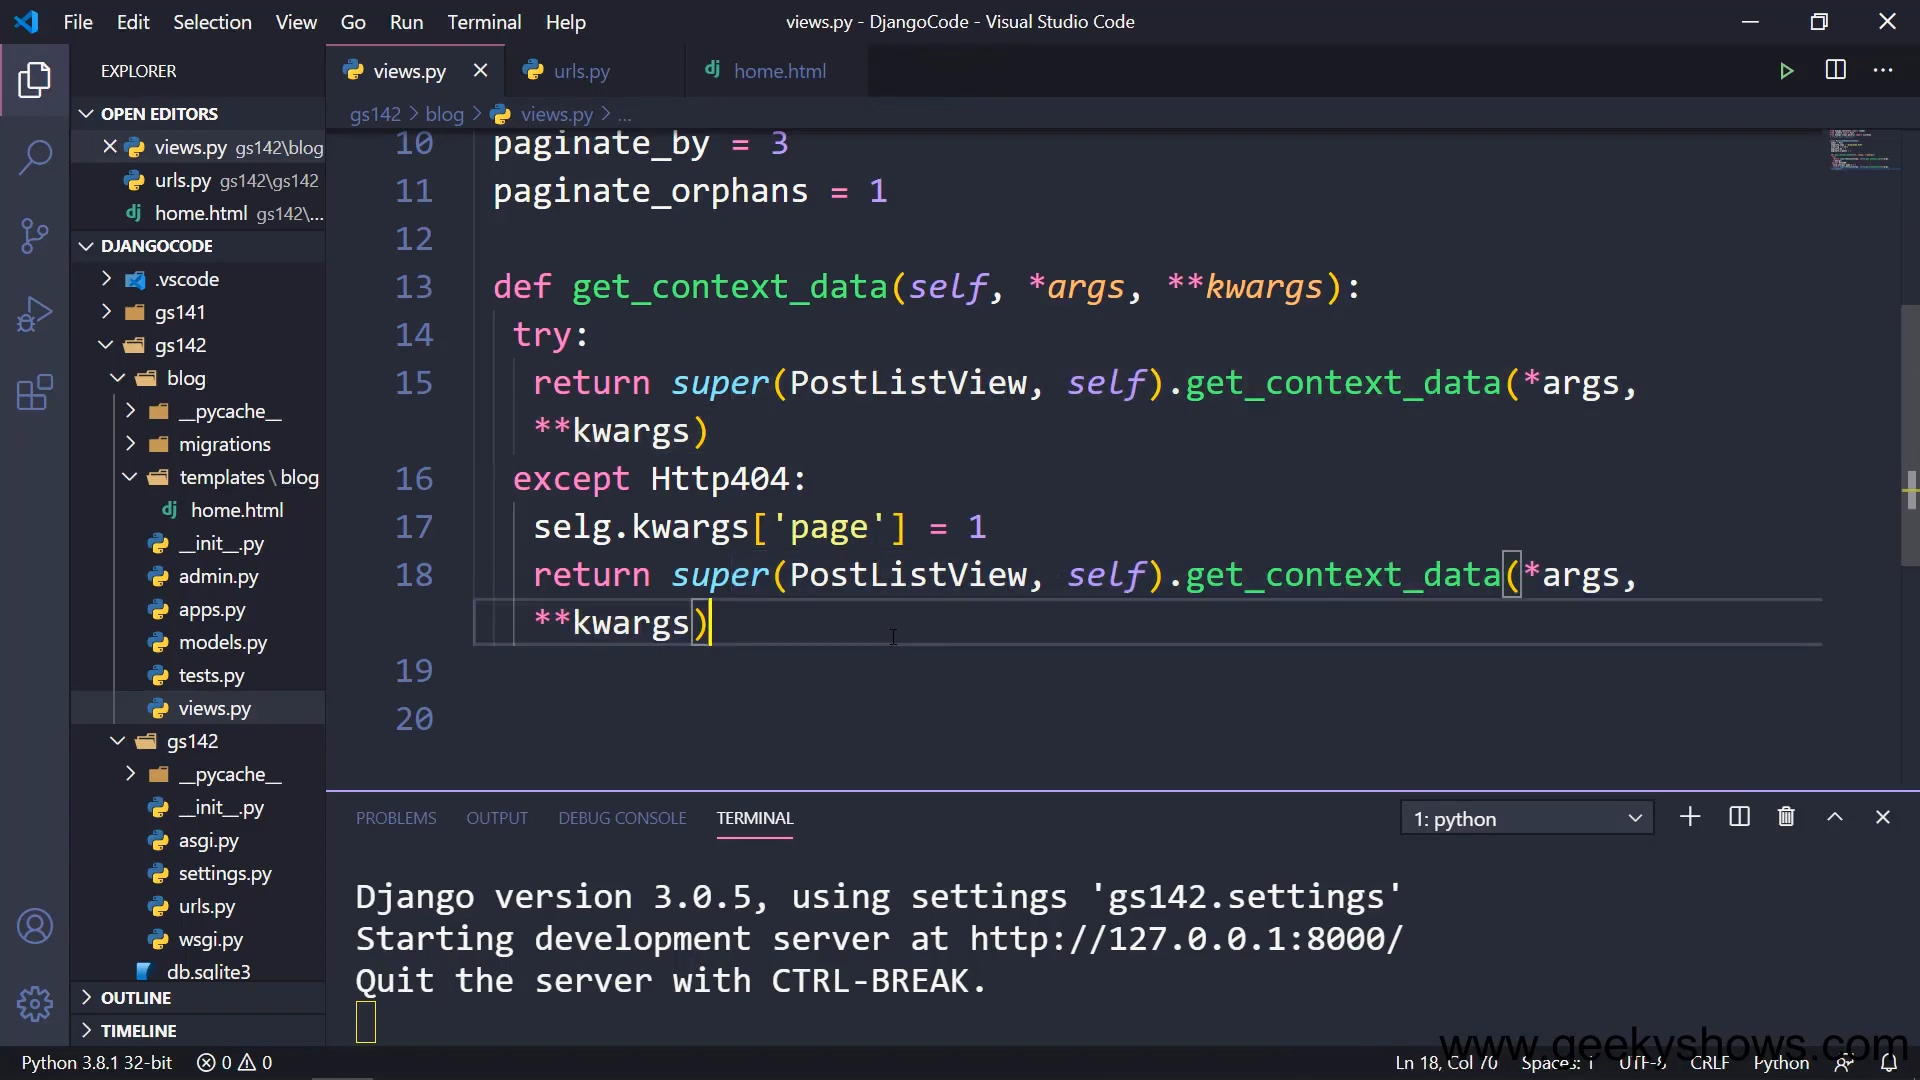 File Edit Selection View Go Run Terminal Help
views.py - DjangoCode - Visual Studio Code
EXPLORER
OPEN EDITORS
views.py gs142\blog
urls.py gs142\gs142
home.html gs142\...
DJANGOCODE
.vscode
gs141
gs142
blog
__pycache__
migrations
templates \ blog
home.html
__init__.py
admin.py
apps.py
models.py
tests.py
views.py
gs142
__pycache__
__init__.py
asgi.py
settings.py
urls.py
wsgi.py
db.sqlite3
OUTLINE
TIMELINE
views.py
urls.py
home.html
gs142 > blog > views.py > ...
10 paginate_by = 3
11 paginate_orphans = 1
12
13 def get_context_data(self, *args, **kwargs):
14 try:
15 return super(PostListView, self).get_context_data(*args,
**kwargs)
16 except Http404:
17 selg.kwargs['page'] = 1
18 return super(PostListView, self).get_context_data(*args,
**kwargs)
19
20
PROBLEMS OUTPUT DEBUG CONSOLE TERMINAL
1: python
Django version 3.0.5, using settings 'gs142.settings'
Starting development server at http://127.0.0.1:8000/
Quit the server with CTRL-BREAK.
www.geekyshows.com
Python 3.8.1 32-bit 0 0
Ln 18, Col 70 Spaces: 1 UTF-8 CRLF Python